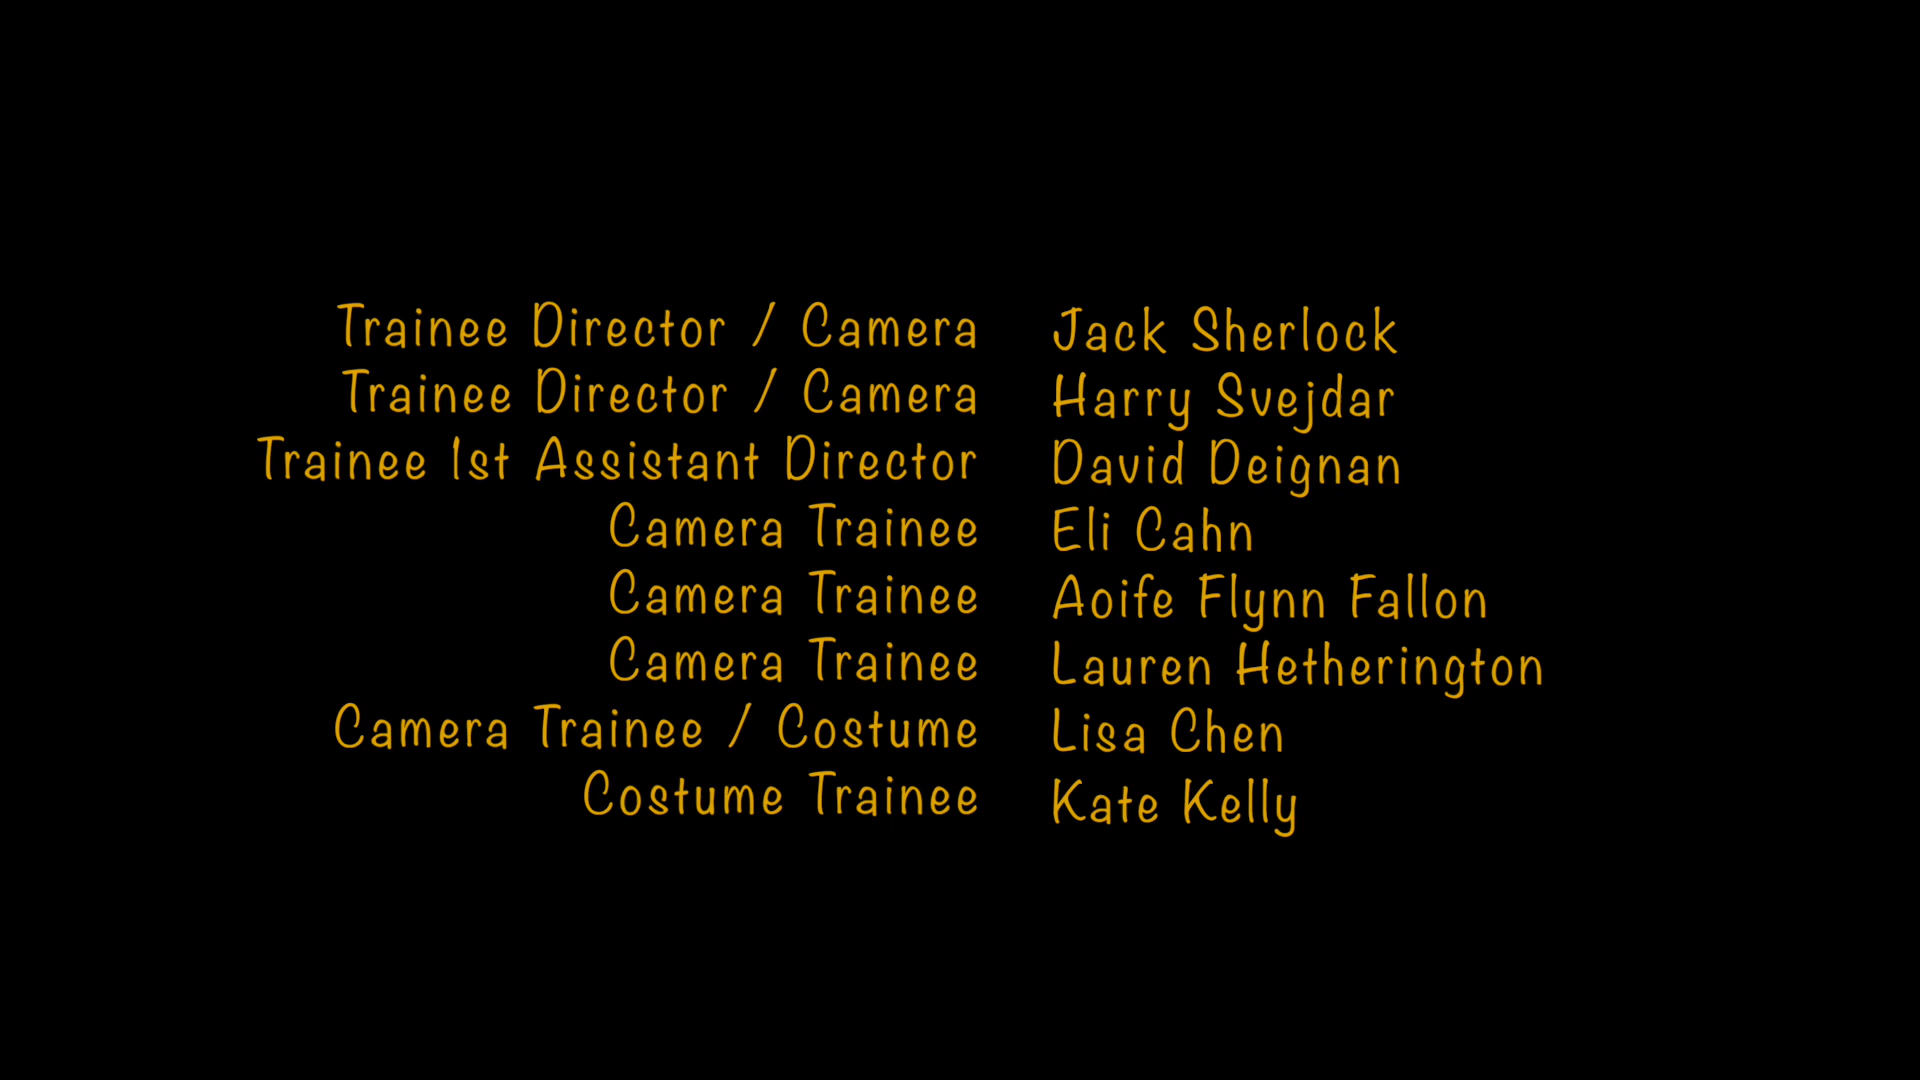 Trainee Director / Camera Jack Sherlock
Trainee Director / Camera Harry Svejdar
Trainee 1st Assistant Director David Deignan
Camera Trainee Eli Cahn
Camera Trainee Aoife Flynn Fallon
Camera Trainee Lauren Hetherington
Camera Trainee / Costume Lisa Chen
Costume Trainee Kate Kelly